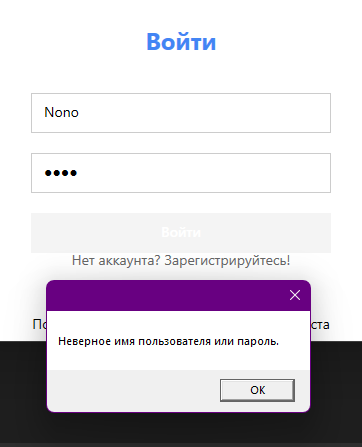 Войти
Nono
Войти
Нет аккаунта? Зарегистрируйтесь!
Неверное имя пользователя или пароль.
OK